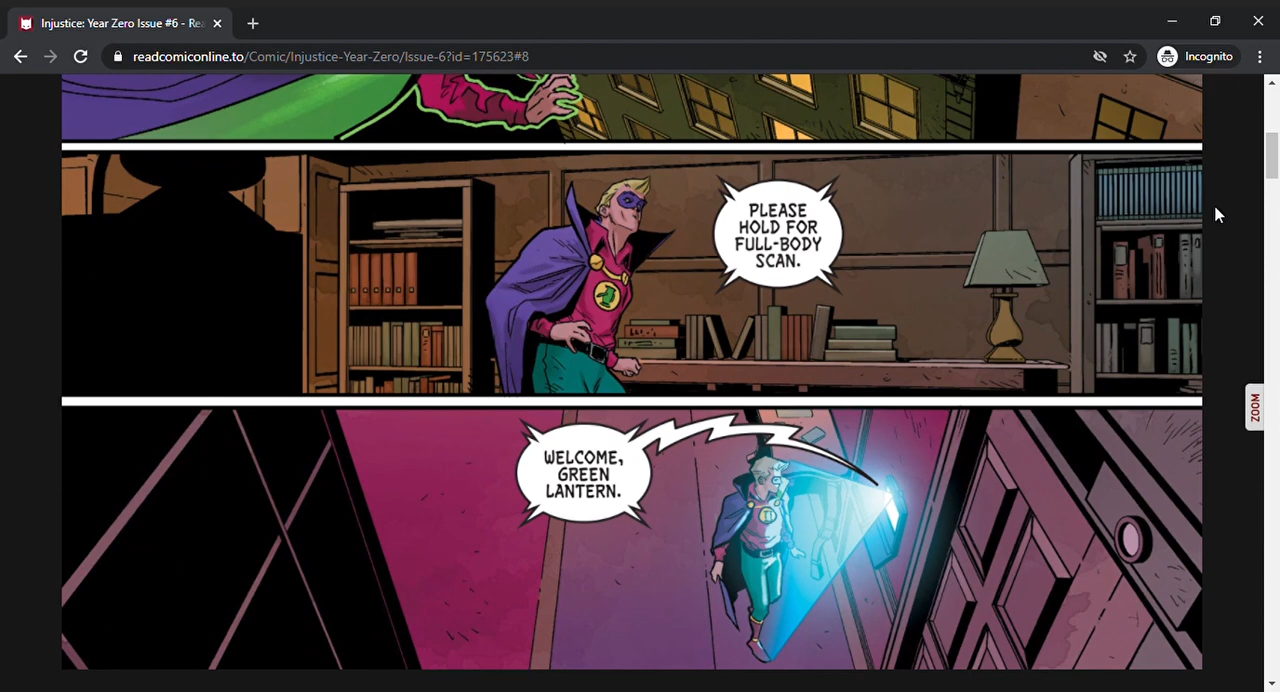 Injustice: Year Zero Issue #6 - Rea
readcomiconline.to/Comic/Injustice-Year-Zero/Issue-6?id=175623#8
Incognito
PLEASE
HOLD FOR
FULL-BODY
SCAN.
ZOOM
WELCOME,
GREEN
LANTERN.